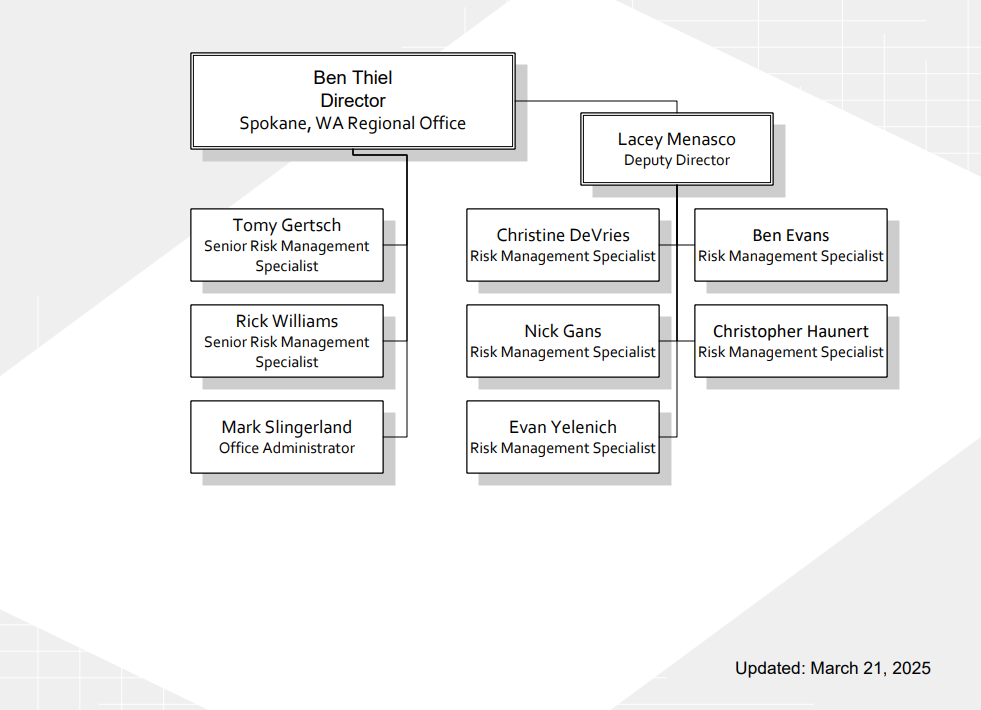 Ben Thiel
Director
Spokane, WA Regional Office
Lacey Menasco
Deputy Director
Tomy Gertsch
Senior Risk Management
Specialist
Christine DeVries
Risk Management Specialist
Ben Evans
Risk Management Specialist
Rick Williams
Senior Risk Management
Specialist
Nick Gans
Risk Management Specialist
Christopher Haunert
Risk Management Specialist
Mark Slingerland
Office Administrator
Evan Yelenich
Risk Management Specialist
Updated: March 21, 2025